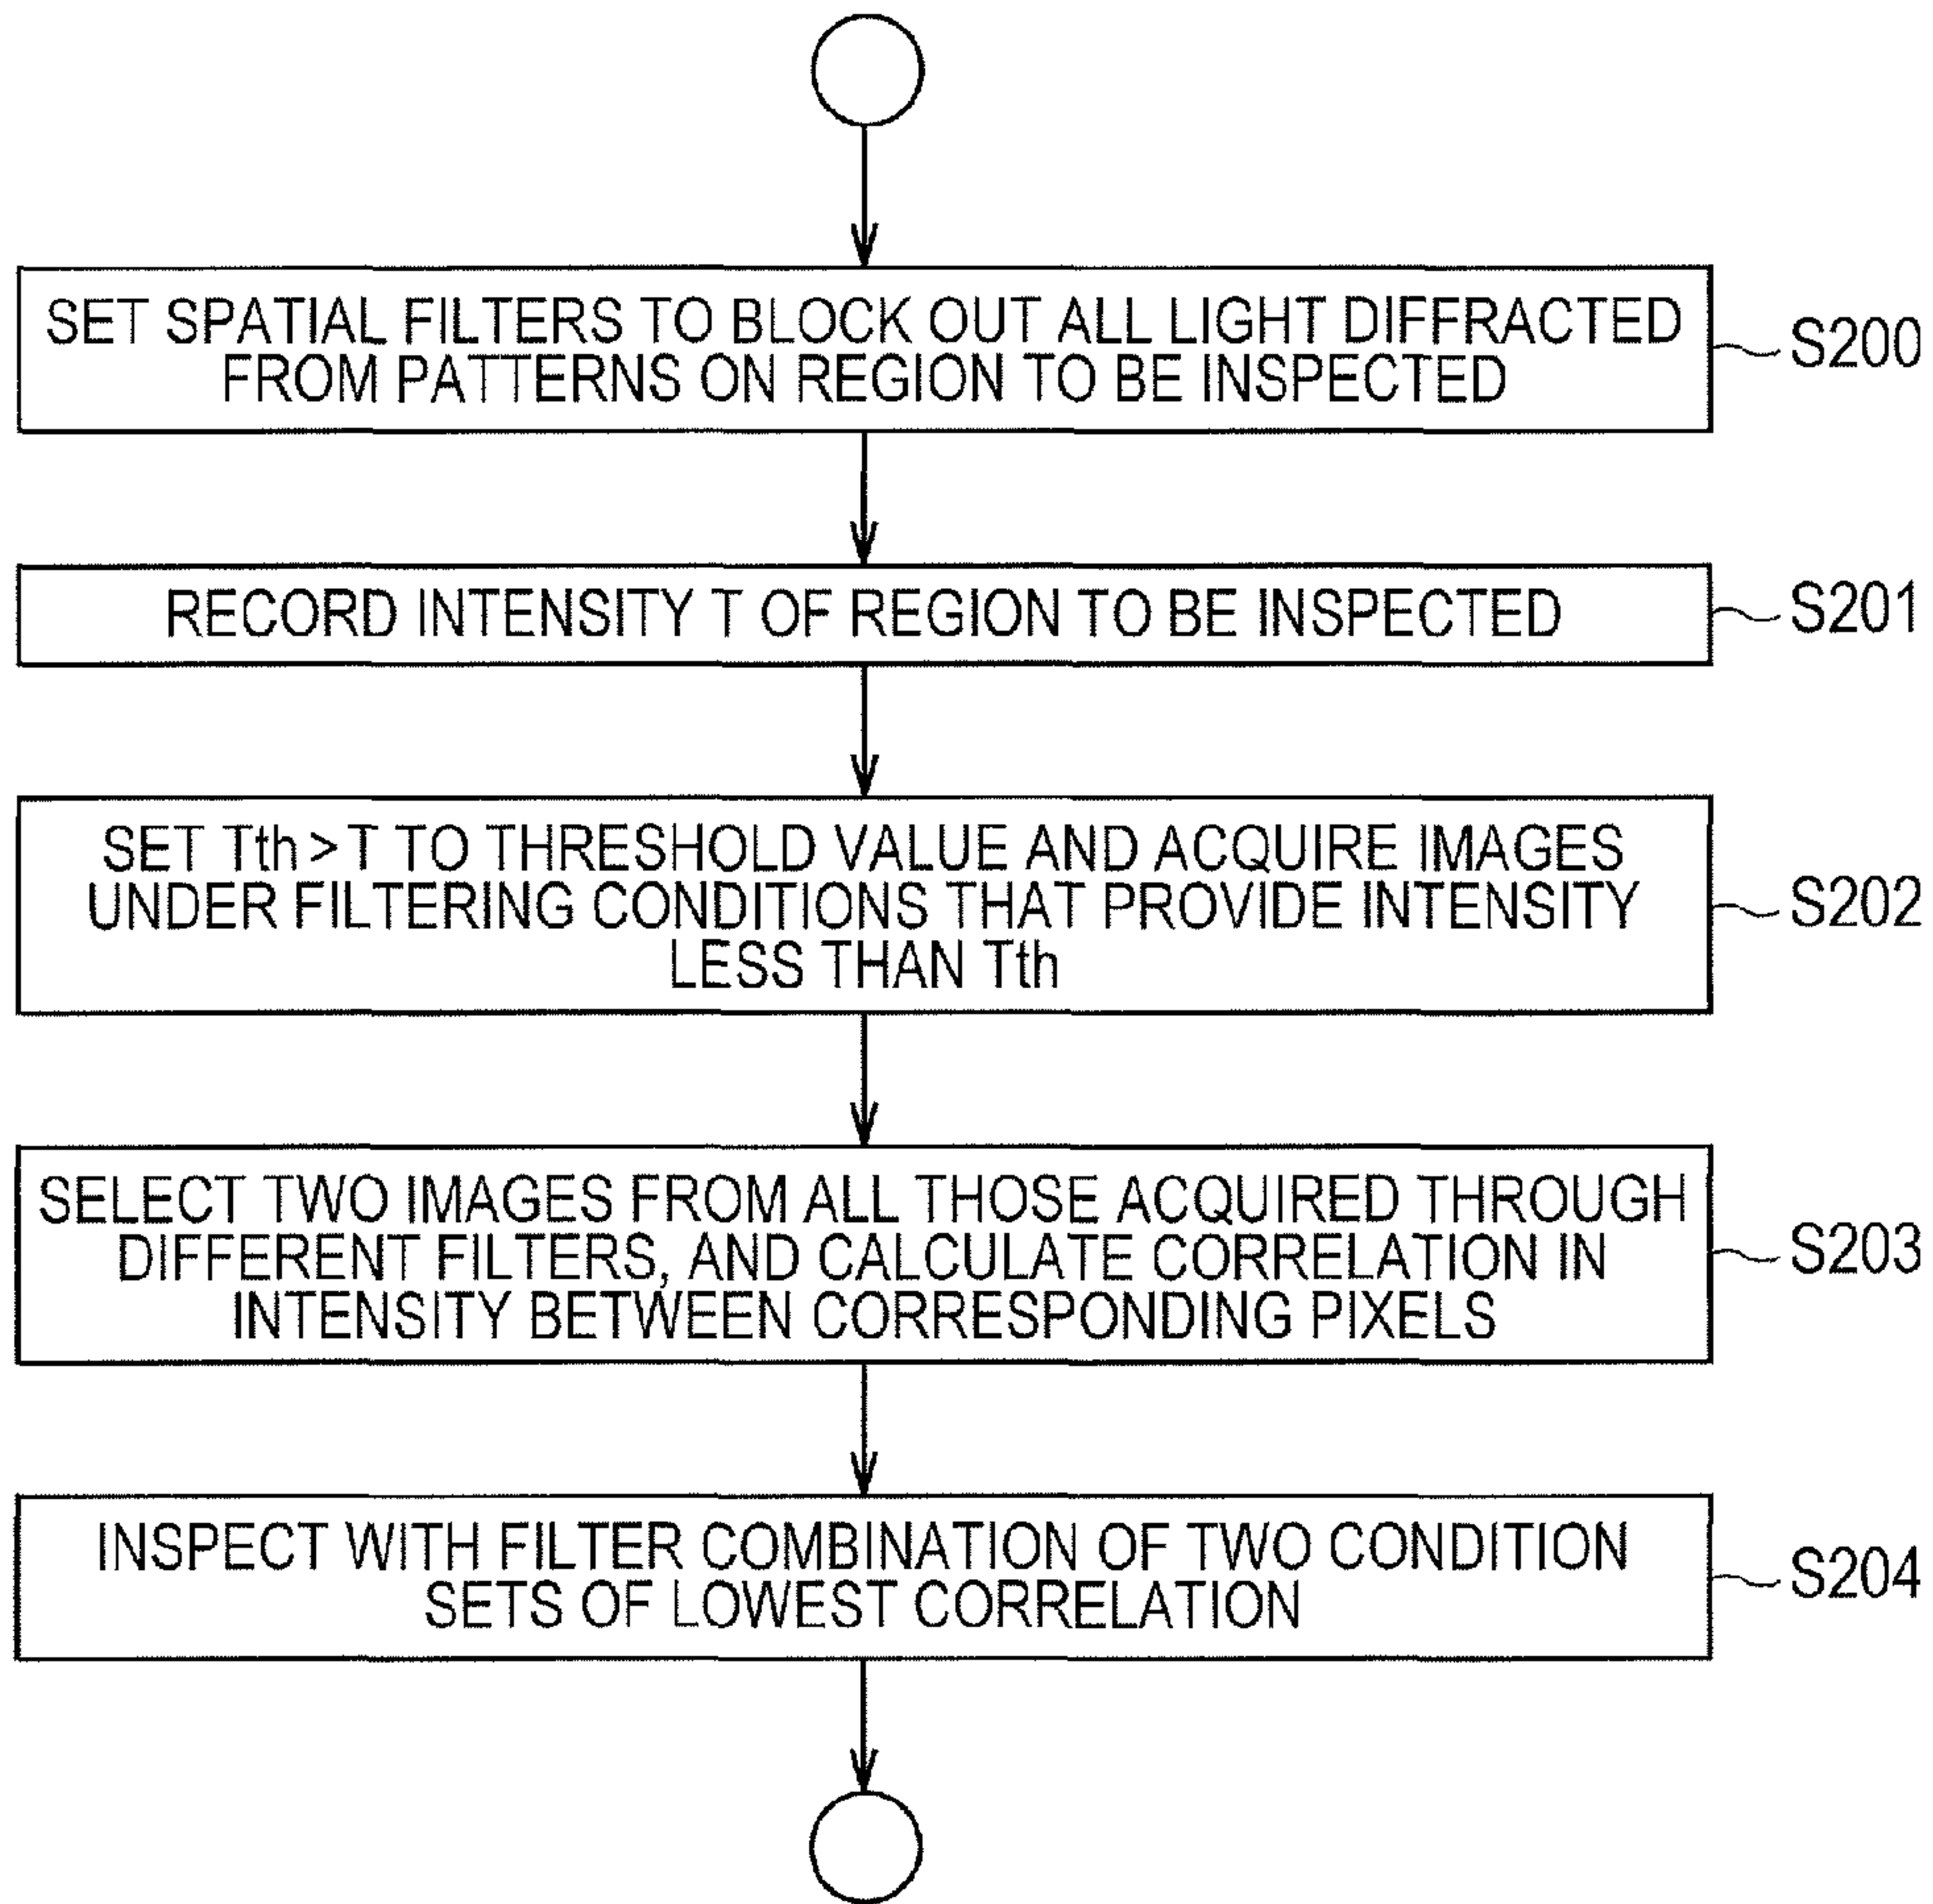 SET SPATIAL FILTERS TO BLOCK OUT ALL LIGHT DIFFRACTED
FROM PATTERNS ON REGION TO BE INSPECTED
S200
RECORD INTENSITY T OF REGION TO BE INSPECTED
S201
SET Tth > T TO THRESHOLD VALUE AND ACQUIRE IMAGES
UNDER FILTERING CONDITIONS THAT PROVIDE INTENSITY
LESS THAN Tth
S202
SELECT TWO IMAGES FROM ALL THOSE ACQUIRED THROUGH
DIFFERENT FILTERS, AND CALCULATE CORRELATION IN
INTENSITY BETWEEN CORRESPONDING PIXELS
S203
INSPECT WITH FILTER COMBINATION OF TWO CONDITION
SETS OF LOWEST CORRELATION
S204